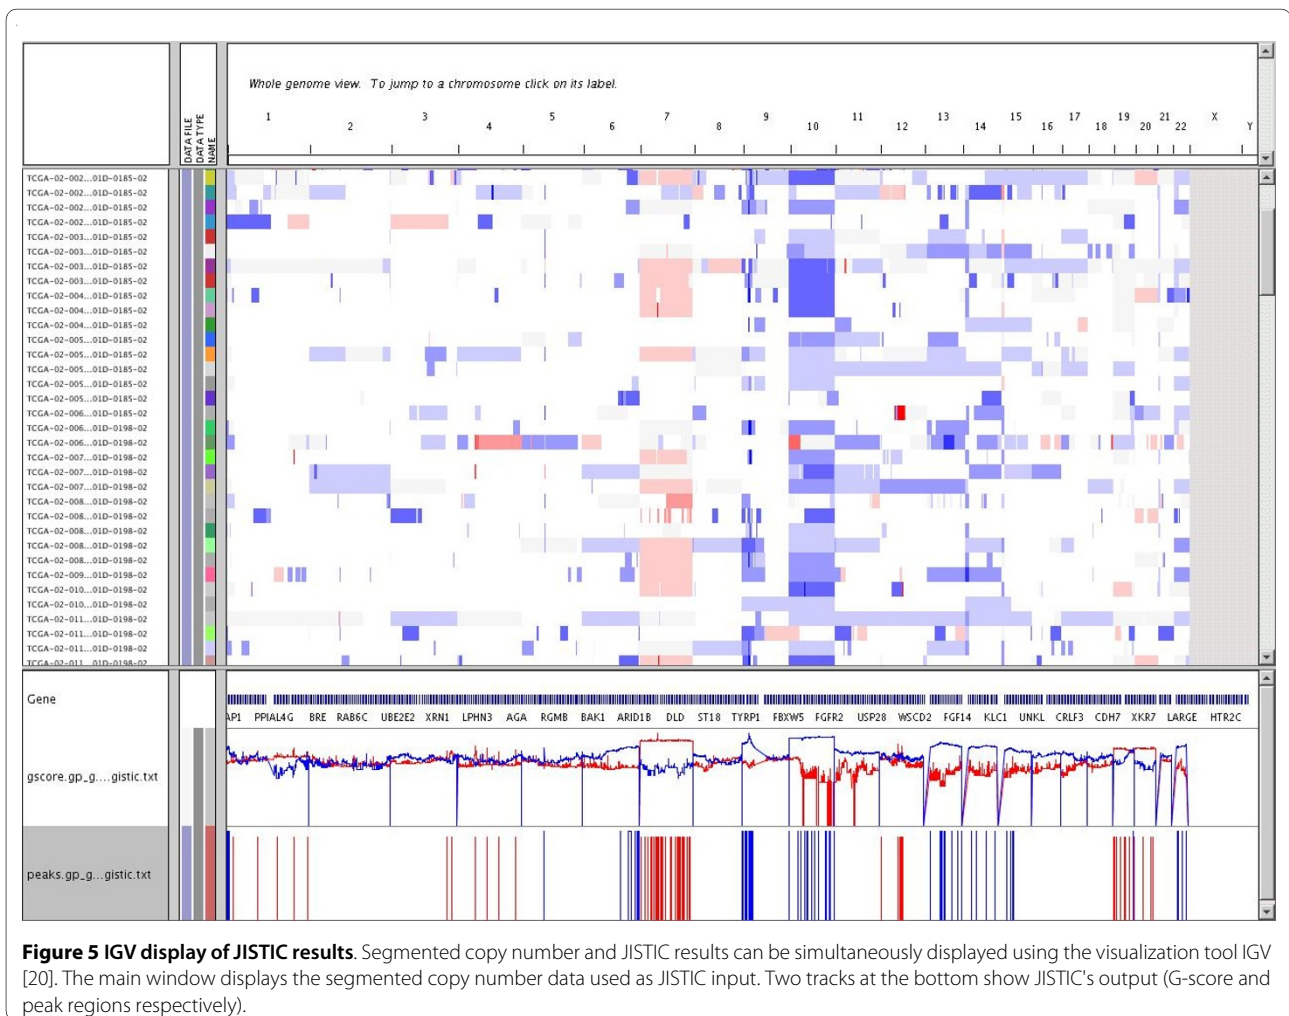 Whole genome view. To jump to a chromosome click on its label.
1 2 3 4 5 6 7 8 9 10 11 12 13 14 15 16 17 18 19 20 21 22 X Y
DATA FILE
DATA TYPE
NAME
TCGA-02-002...01D-0185-02
TCGA-02-002...01D-0185-02
TCGA-02-002...01D-0185-02
TCGA-02-002...01D-0185-02
TCGA-02-003...01D-0185-02
TCGA-02-003...01D-0185-02
TCGA-02-003...01D-0185-02
TCGA-02-003...01D-0185-02
TCGA-02-004...01D-0185-02
TCGA-02-004...01D-0185-02
TCGA-02-004...01D-0185-02
TCGA-02-005...01D-0185-02
TCGA-02-005...01D-0185-02
TCGA-02-005...01D-0185-02
TCGA-02-005...01D-0185-02
TCGA-02-005...01D-0185-02
TCGA-02-006...01D-0185-02
TCGA-02-006...01D-0198-02
TCGA-02-006...01D-0198-02
TCGA-02-007...01D-0198-02
TCGA-02-007...01D-0198-02
TCGA-02-007...01D-0198-02
TCGA-02-008...01D-0198-02
TCGA-02-008...01D-0198-02
TCGA-02-008...01D-0198-02
TCGA-02-008...01D-0198-02
TCGA-02-008...01D-0198-02
TCGA-02-009...01D-0198-02
TCGA-02-010...01D-0198-02
TCGA-02-010...01D-0198-02
TCGA-02-011...01D-0198-02
TCGA-02-011...01D-0198-02
TCGA-02-011...01D-0198-02
TCGA-02-011...01D-0198-02
Gene
AP1 PPIAL4G BRE RAB6C UBE2E2 XRN1 LPHN3 AGA RGMB BAK1 ARID1B DLD ST18 TYRP1 FBXW5 FGFR2 USP28 WSCD2 FGF14 KLC1 UNKL CRLF3 CDH7 XKR7 LARGE HTR2C
gscore.gp_g....gistic.txt
peaks.gp_g...gistic.txt
Figure 5 IGV display of JISTIC results. Segmented copy number and JISTIC results can be simultaneously displayed using the visualization tool IGV
[20]. The main window displays the segmented copy number data used as JISTIC input. Two tracks at the bottom show JISTIC's output (G-score and
peak regions respectively).